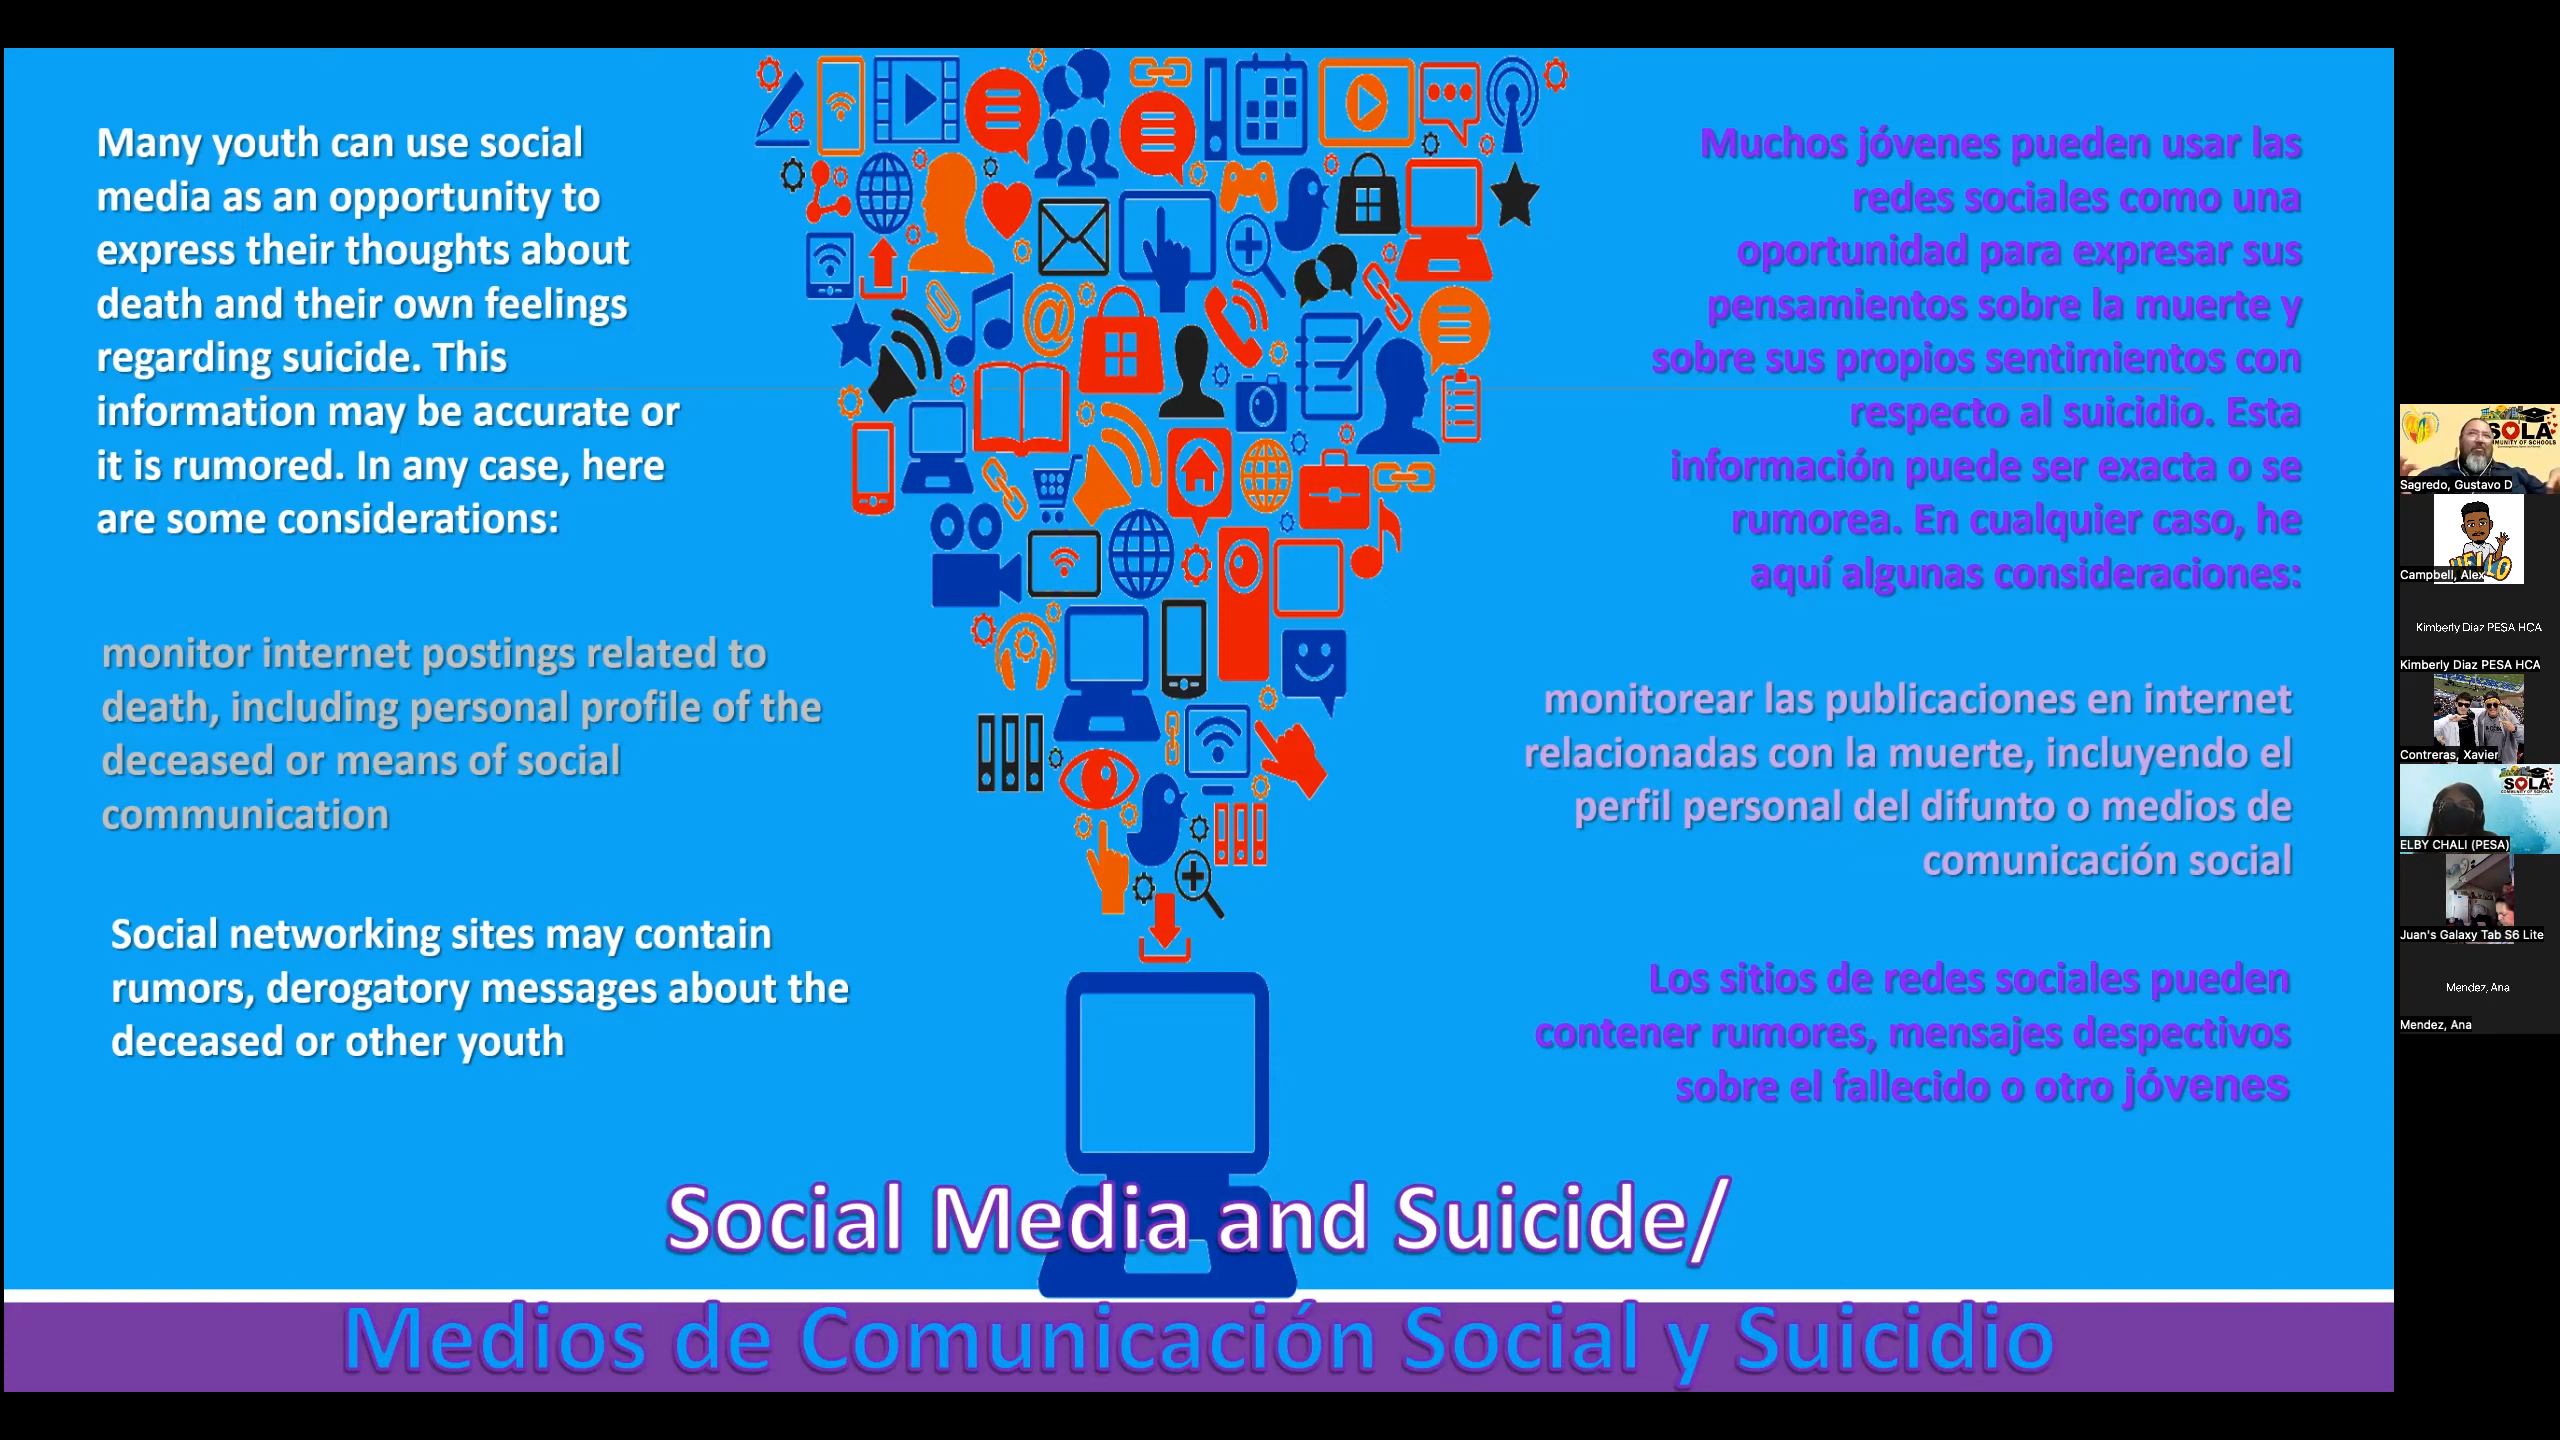 Many youth can use social
media as an opportunity to
express their thoughts about
death and their own feelings
regarding suicide. This
information may be accurate or
it is rumored. In any case, here
are some considerations:
monitor internet postings related to
death, including personal profile of the
deceased or means of social
communication
Social networking sites may contain
rumors, derogatory messages about the
deceased or other youth
Muchos jóvenes pueden usar las
redes sociales como una
oportunidad para expresar sus
pensamientos sobre la muerte y
sobre sus propios sentimientos con
respecto al suicidio. Esta
información puede ser exacta o se
rumorea. En cualquier caso, he
aquí algunas consideraciones:
monitorear las publicaciones en internet
relacionadas con la muerte, incluyendo el
perfil personal del difunto o medios de
comunicación social
Los sitios de redes sociales pueden
contener rumores, mensajes despectivos
sobre el fallecido o otro jóvenes
Social Media and Suicide/
Medios de Comunicación Social y Suicidio
SOLA
Sagredo, Gustavo D
HELLO
Campbell, Alex
Kimberly Diaz PESA HCA
Kimberly Diaz PESA HCA
Contreras, Xavier
SOLA
COMMUNITY OF SCHOOLS
ELBY CHALI (PESA)
Juan's Galaxy Tab S6 Lite
Mendez, Ana
Mendez, Ana